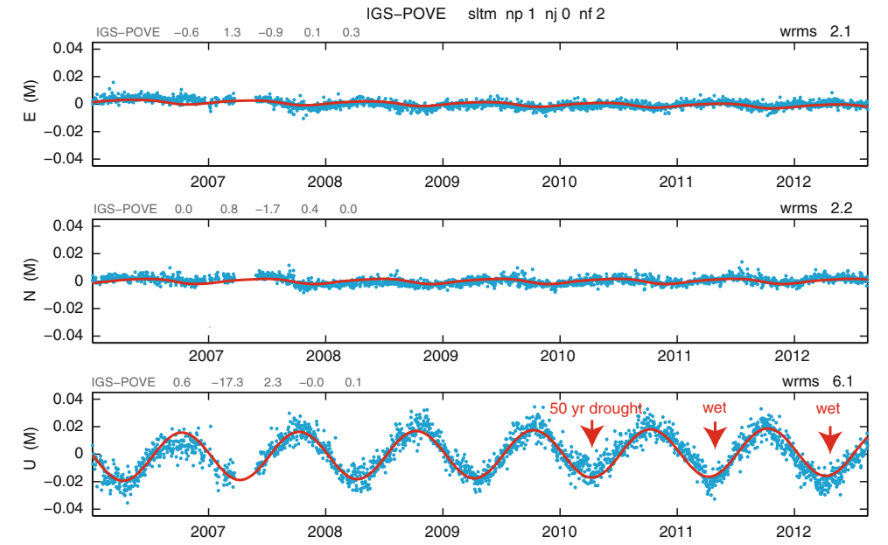 IGS−POVE sltm np 1 nj 0 nf 2
IGS−POVE −0.6 1.3 −0.9 0.1 0.3 wrms 2.1
0.04
0.02
0
−0.02
−0.04
E (M)
2007 2008 2009 2010 2011 2012
IGS−POVE 0.0 0.8 −1.7 0.4 0.0 wrms 2.2
0.04
0.02
0
−0.02
−0.04
N (M)
2007 2008 2009 2010 2011 2012
IGS−POVE 0.6 −17.3 2.3 −0.0 0.1 wrms 6.1
0.04
0.02
0
−0.02
−0.04
U (M)
50 yr drought wet wet
2007 2008 2009 2010 2011 2012